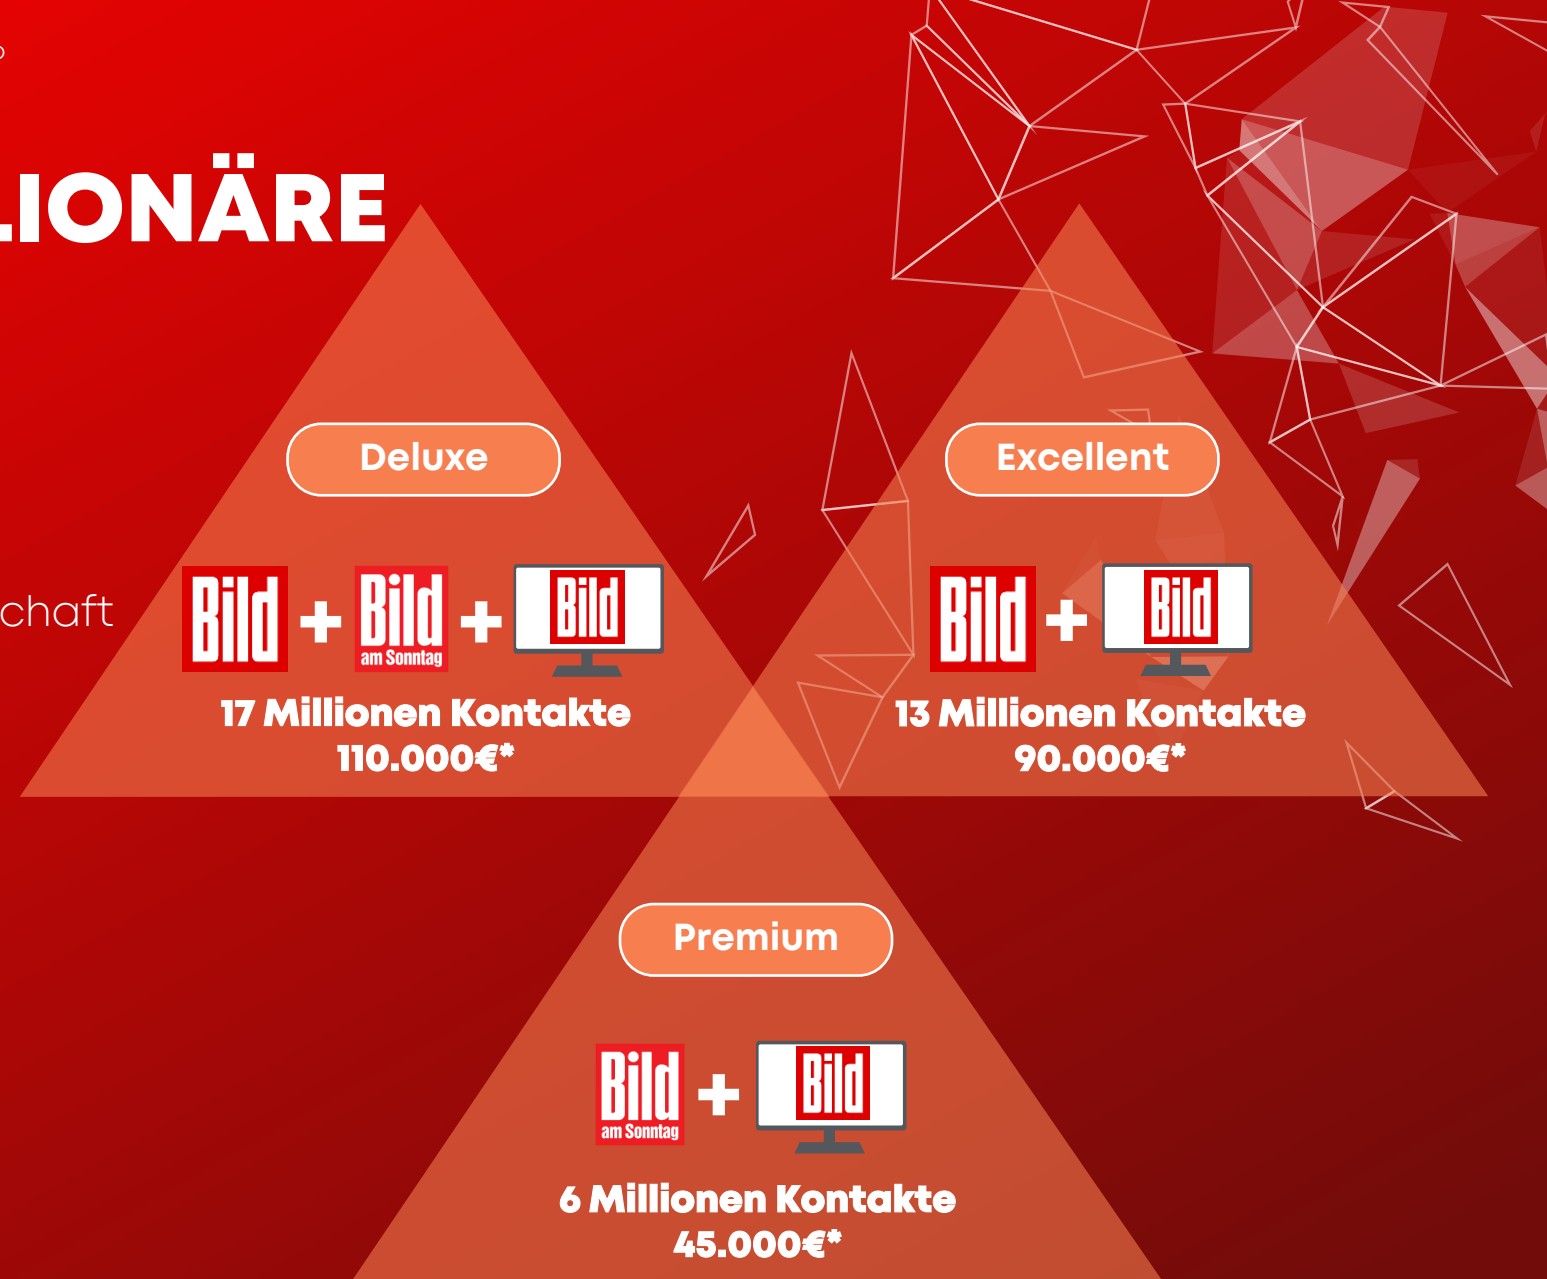 LIONÄRE
Deluxe
Excellent
chaft
Bild + Bild am Sonntag + Bild
Bild + Bild
17 Millionen Kontakte
110.000€*
13 Millionen Kontakte
90.000€*
Premium
Bild am Sonntag + Bild
6 Millionen Kontakte
45.000€*